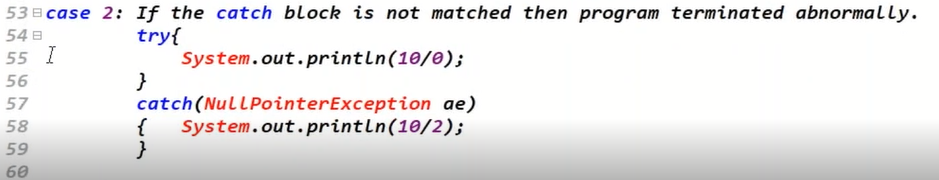 53 case 2: If the catch block is not matched then program terminated abnormally.
54 try{
55 System.out.println(10/0);
56 }
57 catch(NullPointerException ae)
58 { System.out.println(10/2);
59 }
60